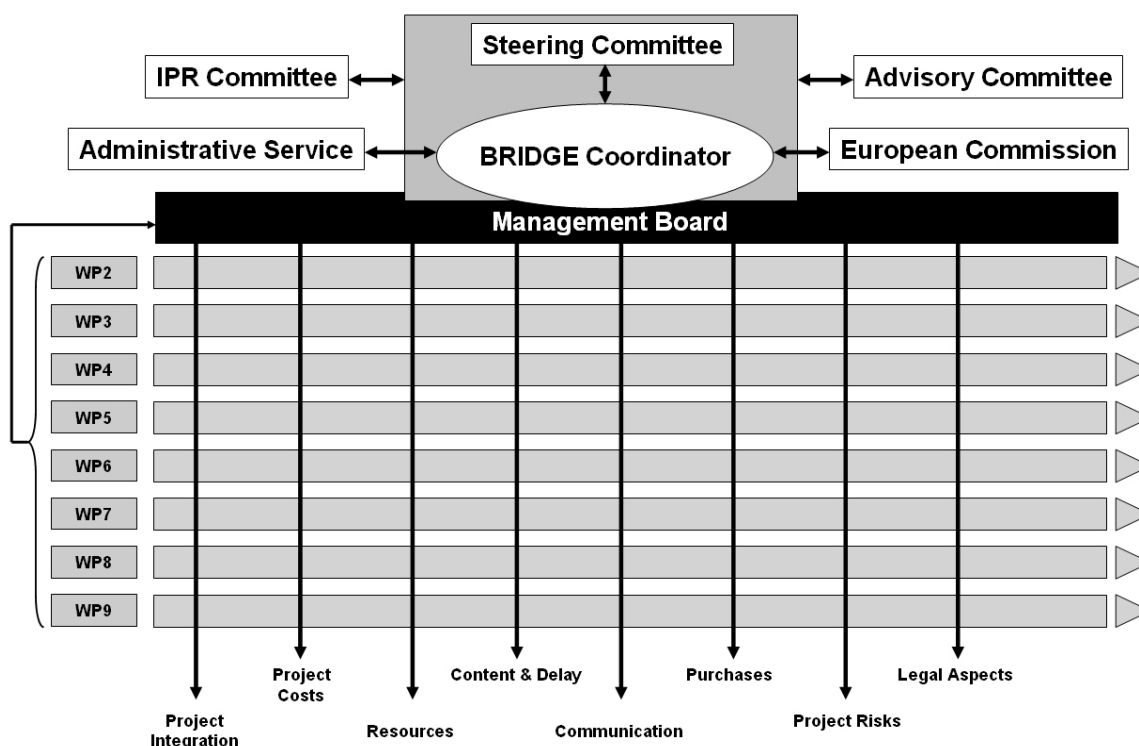 Steering Committee
IPR Committee
Advisory Committee
Administrative Service
BRIDGE Coordinator
European Commission
Management Board
WP2
WP3
WP4
WP5
WP6
WP7
WP8
WP9
Project
Costs
Content & Delay
Purchases
Legal Aspects
Project
Integration
Resources
Communication
Project Risks